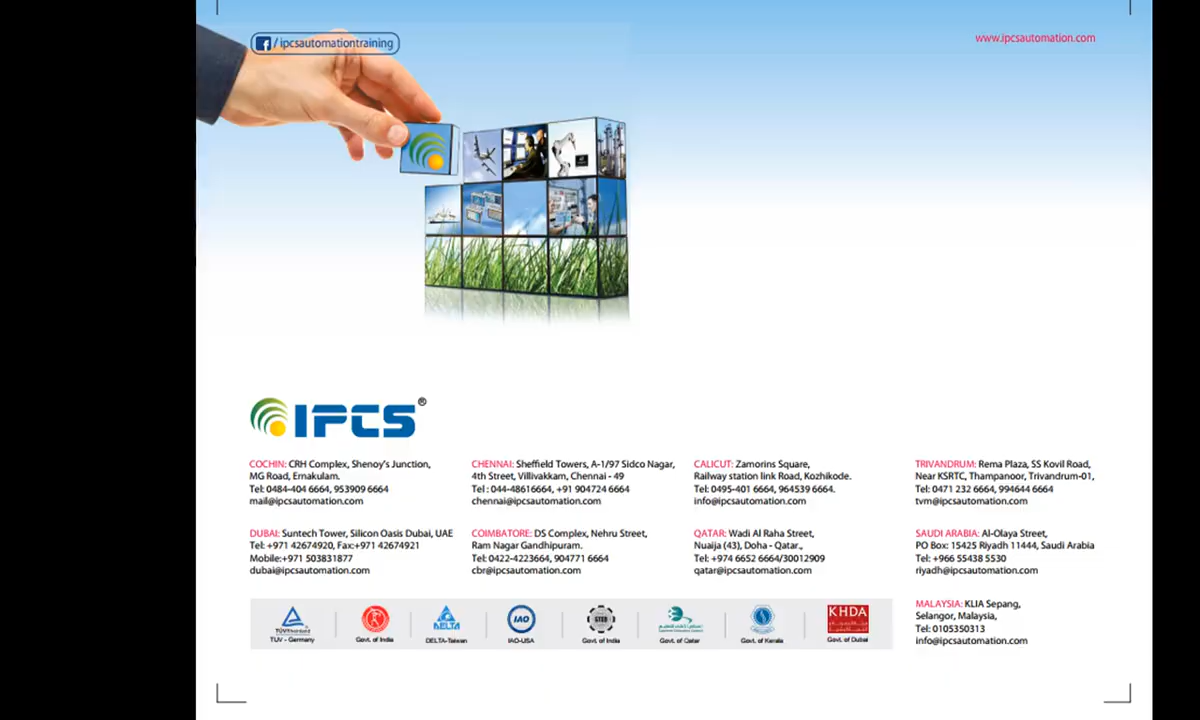 / ipcsautomationtraining
www.ipcsautomation.com
IPCS®
COCHIN: CRH Complex, Shenoy's Junction,
MG Road, Ernakulam.
Tel: 0484-404 6664, 953909 6664
mail@ipcsautomation.com
CHENNAI: Sheffield Towers, A-1/97 Sidco Nagar,
4th Street, Villivakkam, Chennai - 49
Tel : 044-48616664, +91 904724 6664
chennai@ipcsautomation.com
CALICUT: Zamorins Square,
Railway station link Road, Kozhikode.
Tel: 0495-401 6664, 964539 6664.
info@ipcsautomation.com
TRIVANDRUM: Rema Plaza, SS Kovil Road,
Near KSRTC, Thampanoor, Trivandrum-01,
Tel: 0471 232 6664, 994644 6664
tvm@ipcsautomation.com
DUBAI: Suntech Tower, Silicon Oasis Dubai, UAE
Tel: +971 42674920, Fax:+971 42674921
Mobile:+971 503831877
dubai@ipcsautomation.com
COIMBATORE: DS Complex, Nehru Street,
Ram Nagar Gandhipuram.
Tel: 0422-4223664, 904771 6664
cbr@ipcsautomation.com
QATAR: Wadi Al Raha Street,
Nuaija (43), Doha - Qatar.,
Tel: +974 6652 6664/30012909
qatar@ipcsautomation.com
SAUDI ARABIA: Al-Olaya Street,
PO Box: 15425 Riyadh 11444, Saudi Arabia
Tel: +966 55438 5530
riyadh@ipcsautomation.com
MALAYSIA: KLIA Sepang,
Selangor, Malaysia,
Tel: 0105350313
info@ipcsautomation.com
TUV - Germany
Govt. of India
DELTA
DELTA-Taiwan
IAO
IAO-USA
Govt. of India
Govt. of Qatar
Govt. of Kerala
KHDA
Govt. of Dubai